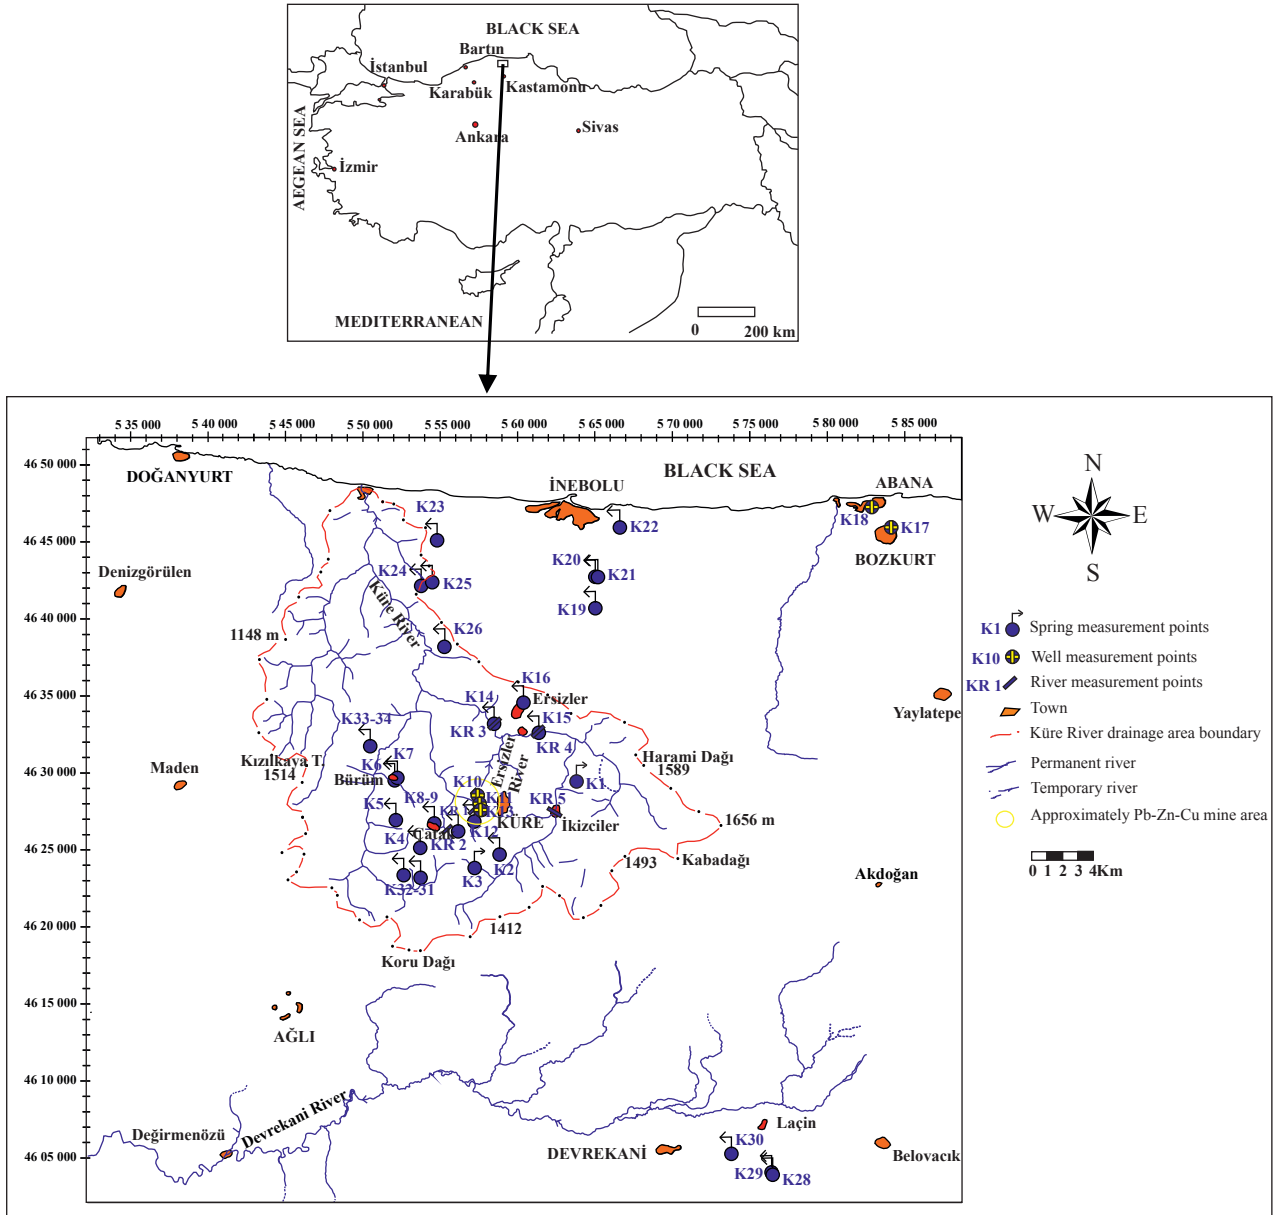 BLACK SEA
Bartın
İstanbul
Karabük
Kastamonu
Ankara
Sivas
AEGEAN SEA
İzmir
MEDITERRANEAN
0 200 km
5 35 000 5 40 000 5 45 000 5 50 000 5 55 000 5 60 000 5 65 000 5 70 000 5 75 000 5 80 000 5 85 000
46 50 000
46 45 000
46 40 000
46 35 000
46 30 000
46 25 000
46 20 000
46 15 000
46 10 000
46 05 000
DOĞANYURT
BLACK SEA
İNEBOLU
ABANA
K23
K22
K18
K17
BOZKURT
K20
K21
K24
K25
Denizgörülen
K19
Küre River
1148 m
K26
K16
Ersizler
K14
K15
KR 3
KR 4
Yaylatepe
K33-34
Kızılkaya T.
1514
Harami Dağı
1589
Maden
K7
K6
Bürüm
Ersizler
River
K10
K1
K5
K8-9
KR 5
İkizciler
KÜRE
1656 m
K4
KR 2
K12
K2
K3
1493
Kabadağı
K32-31
Akdoğan
1412
Koru Dağı
AĞLI
Devrekani River
Değirmenözü
Laçin
K30
DEVREKANİ
K29
K28
Belovacık
N
W E
S
K1 Spring measurement points
K10 Well measurement points
KR 1 River measurement points
Town
Küre River drainage area boundary
Permanent river
Temporary river
Approximately Pb-Zn-Cu mine area
0 1 2 3 4Km